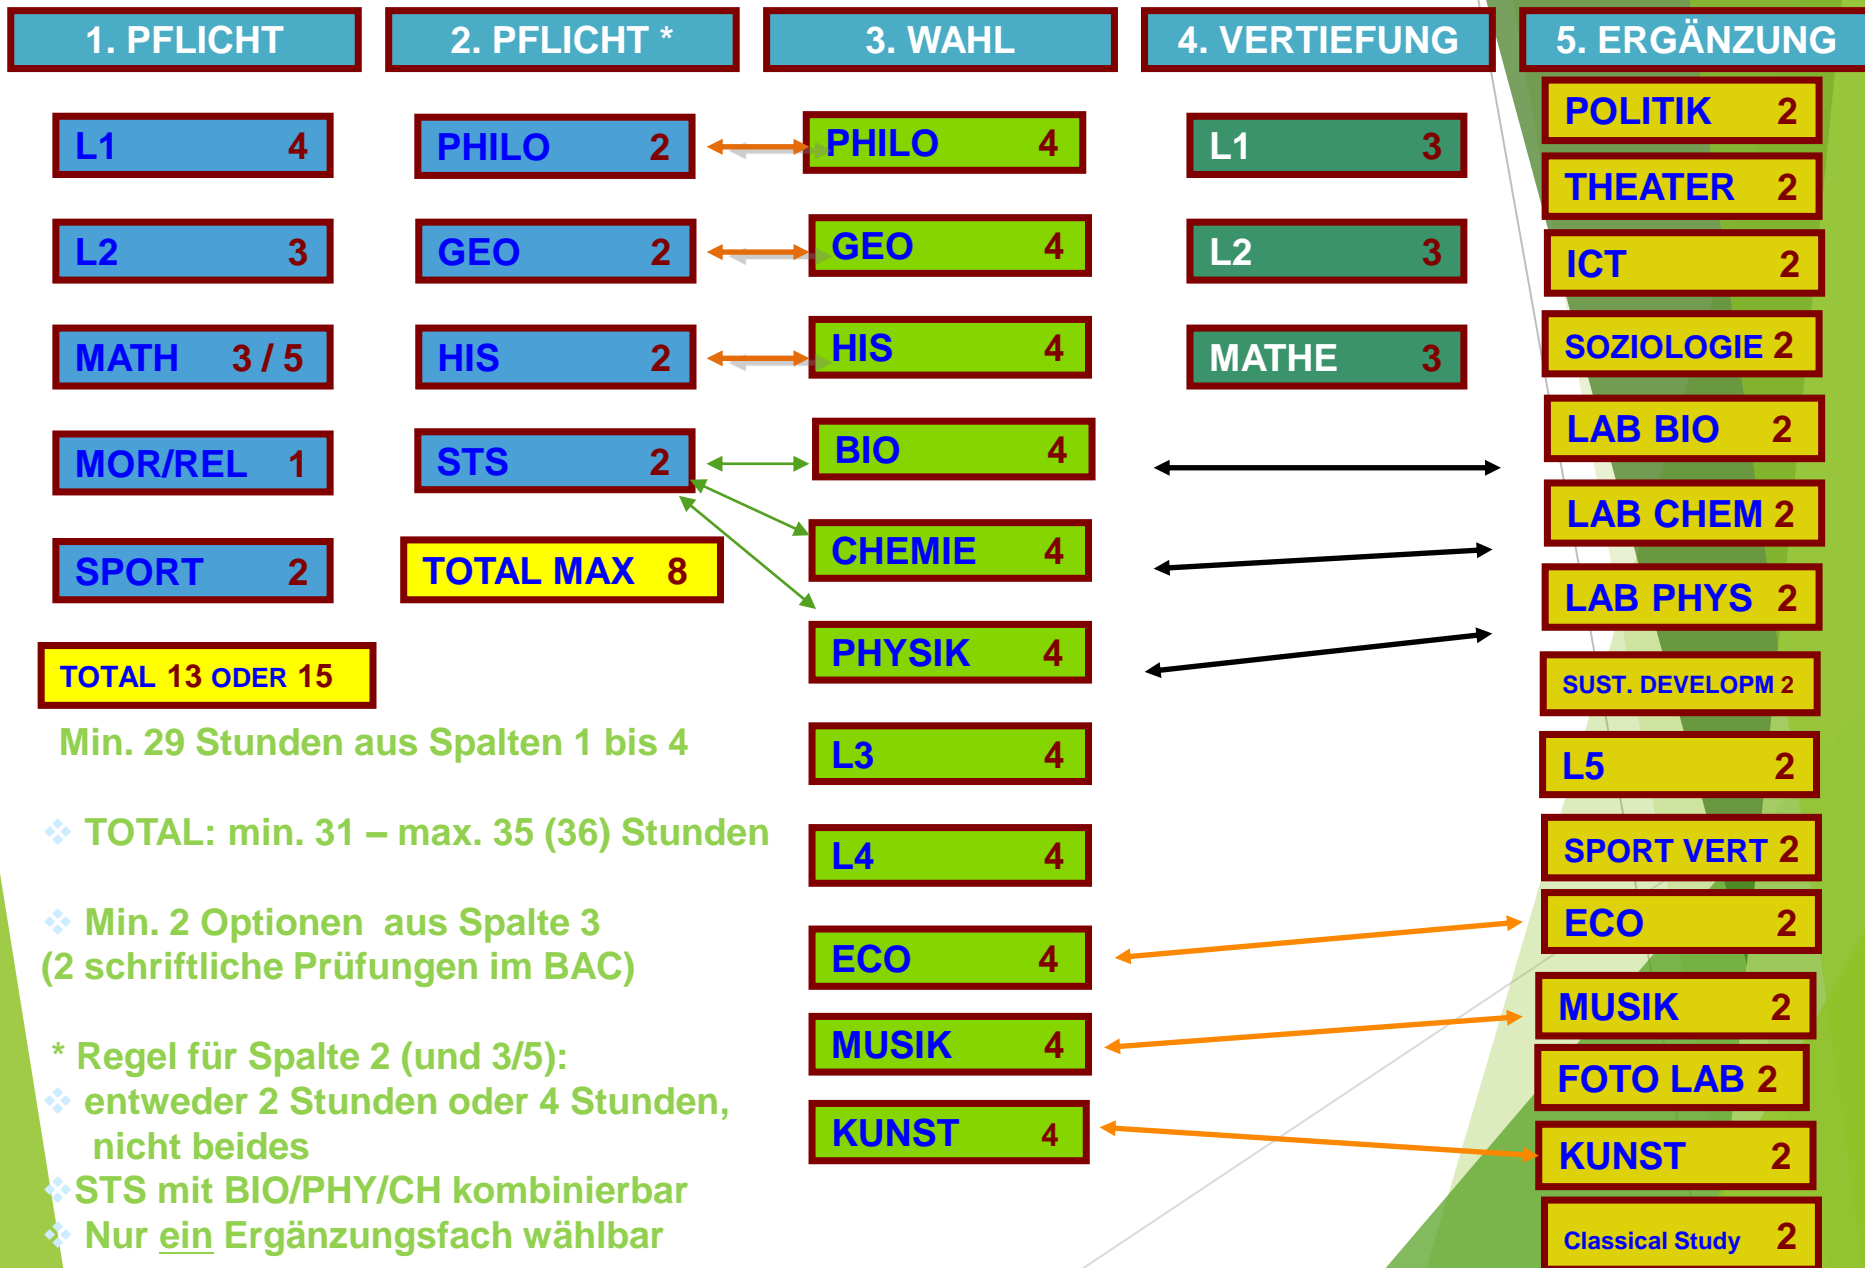 1. PFLICHT
L1 4
L2 3
MATH 3 / 5
MOR/REL 1
SPORT 2
TOTAL 13 ODER 15
2. PFLICHT *
PHILO 2
GEO 2
HIS 2
STS 2
TOTAL MAX 8
3. WAHL
PHILO 4
GEO 4
HIS 4
BIO 4
CHEMIE 4
PHYSIK 4
L3 4
L4 4
ECO 4
MUSIK 4
KUNST 4
4. VERTIEFUNG
L1 3
L2 3
MATHE 3
5. ERGÄNZUNG
POLITIK 2
THEATER 2
ICT 2
SOZIOLOGIE 2
LAB BIO 2
LAB CHEM 2
LAB PHYS 2
SUST. DEVELOPM 2
L5 2
SPORT VERT 2
ECO 2
MUSIK 2
FOTO LAB 2
KUNST 2
Classical Study 2
Min. 29 Stunden aus Spalten 1 bis 4
❖ TOTAL: min. 31 – max. 35 (36) Stunden
❖ Min. 2 Optionen aus Spalte 3
(2 schriftliche Prüfungen im BAC)
* Regel für Spalte 2 (und 3/5):
❖ entweder 2 Stunden oder 4 Stunden,
nicht beides
❖ STS mit BIO/PHY/CH kombinierbar
❖ Nur ein Ergänzungsfach wählbar